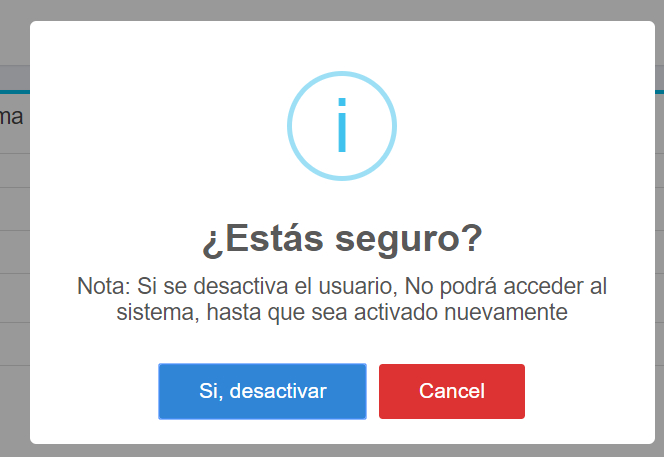 ma
¿Estás seguro?
Nota: Si se desactiva el usuario, No podrá acceder al
sistema, hasta que sea activado nuevamente
Si, desactivar
Cancel